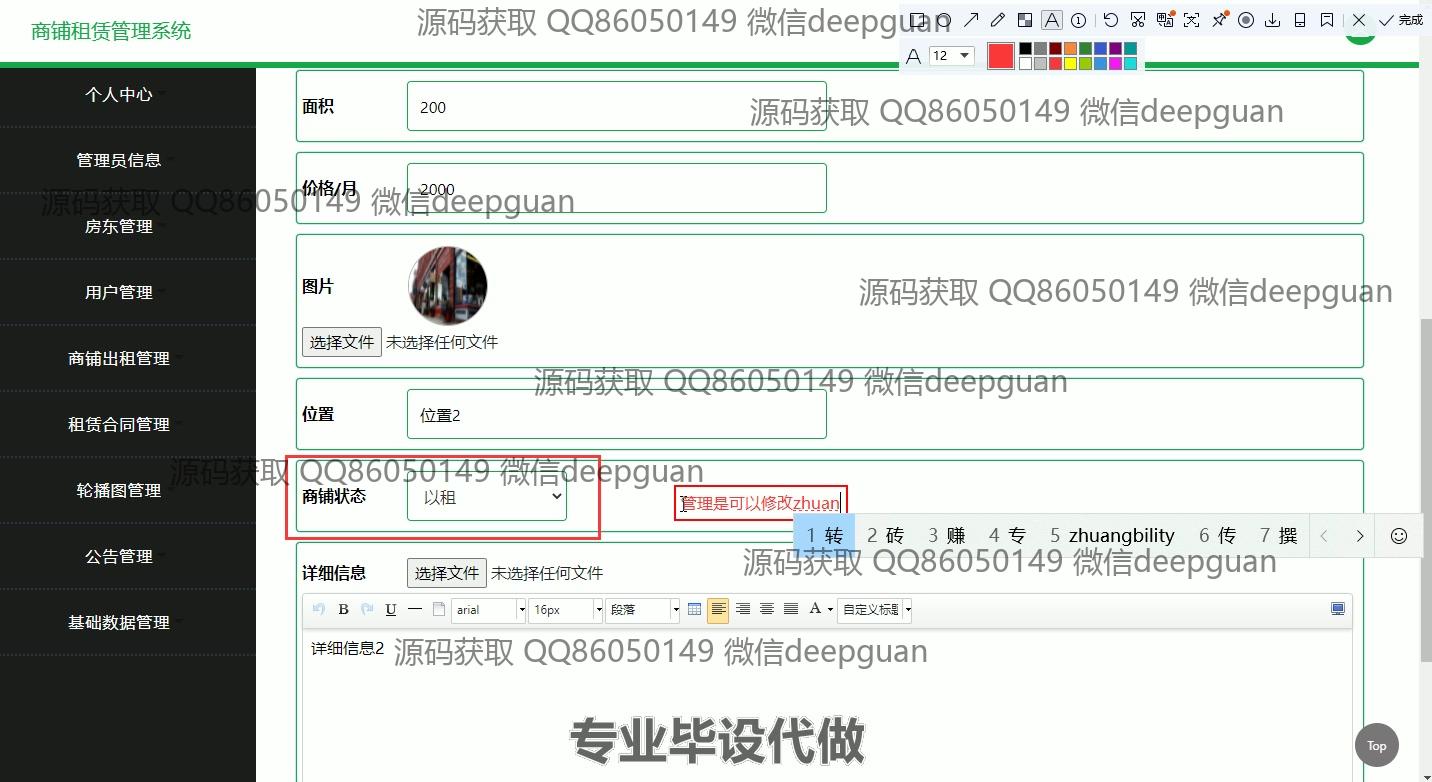 商铺租赁管理系统
源码获取 QQ86050149 微信deepguan
完成
A 12
个人中心
管理员信息
房东管理
用户管理
商铺出租管理
租赁合同管理
轮播图管理
公告管理
基础数据管理
面积
200
源码获取 QQ86050149 微信deepguan
价格/月
2000
源码获取 QQ86050149 微信deepguan
图片
源码获取 QQ86050149 微信deepguan
选择文件 未选择任何文件
源码获取 QQ86050149 微信deepguan
位置
位置2
源码获取 QQ86050149 微信deepguan
商铺状态
以租
管理是可以修改zhuan
1 转 2 砖 3 赚 4 专 5 zhuangbility 6 传 7 撰
源码获取 QQ86050149 微信deepguan
详细信息
选择文件 未选择任何文件
B U arial 16px 段落 A 自定义标题
详细信息2
源码获取 QQ86050149 微信deepguan
专业毕设代做
Top